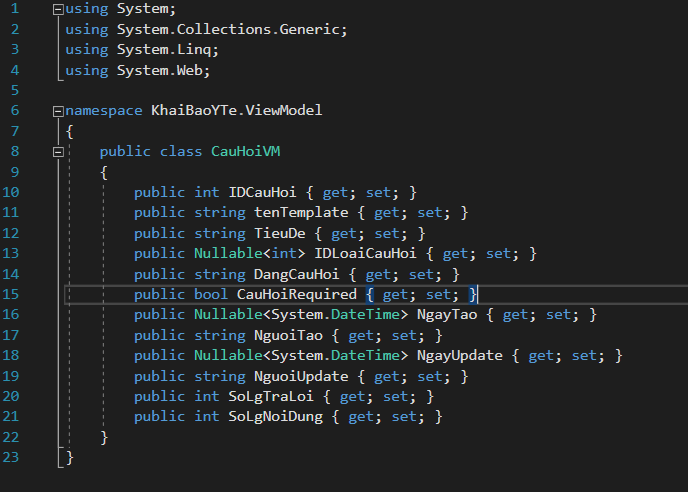 1 using System;
2 using System.Collections.Generic;
3 using System.Linq;
4 using System.Web;
5
6 namespace KhaiBaoYTe.ViewModel
7 {
8 public class CauHoiVM
9 {
10 public int IDCauHoi { get; set; }
11 public string tenTemplate { get; set; }
12 public string TieuDe { get; set; }
13 public Nullable<int> IDLoaiCauHoi { get; set; }
14 public string DangCauHoi { get; set; }
15 public bool CauHoiRequired { get; set; }
16 public Nullable<System.DateTime> NgayTao { get; set; }
17 public string NguoiTao { get; set; }
18 public Nullable<System.DateTime> NgayUpdate { get; set; }
19 public string NguoiUpdate { get; set; }
20 public int SoLgTraLoi { get; set; }
21 public int SoLgNoiDung { get; set; }
22 }
23 }